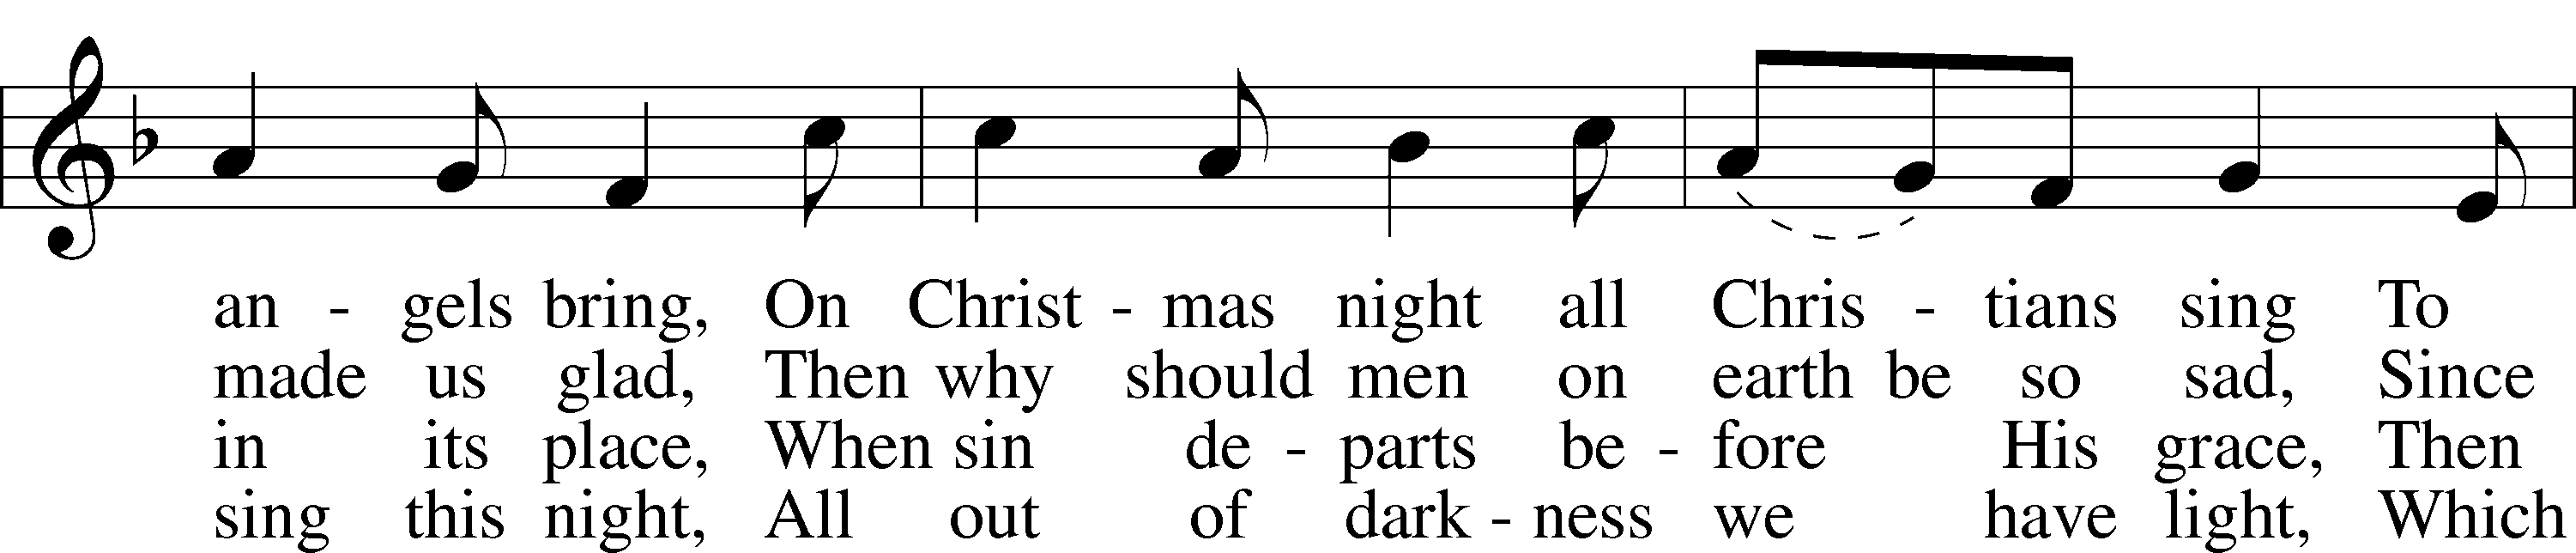 an - gels bring, On Christ - mas night all Chris - tians sing To
made us glad, Then why should men on earth be so sad, Since
in its place, When sin de - parts be - fore His grace, Then
sing this night, All out of dark - ness we have light, Which